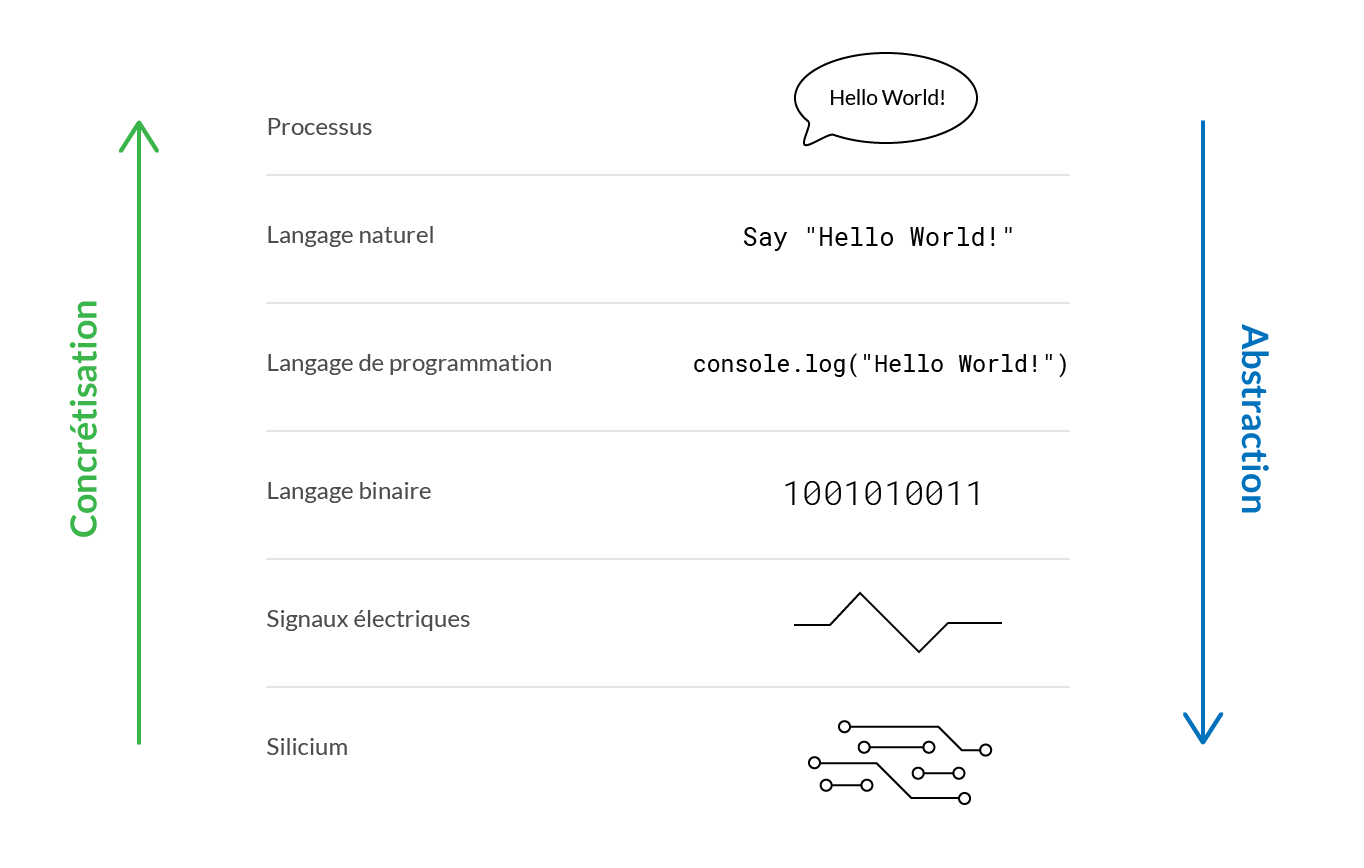 Hello World!
Processus
Langage naturel
Say "Hello World!"
Langage de programmation
console.log("Hello World!")
Langage binaire
1001010011
Signaux électriques
Silicium
Concrétisation
Abstraction